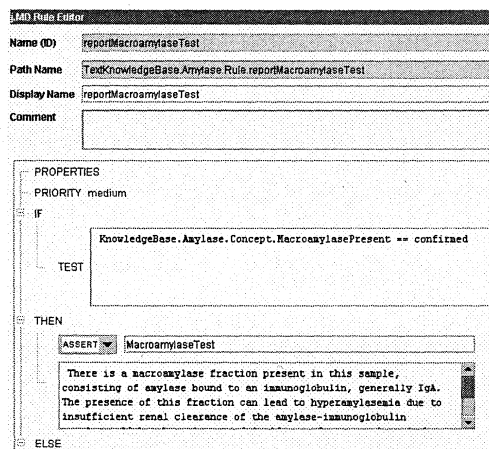 LMD Rule Editor
Name (ID) reportMacroamylaseTest
Path Name TextKnowledgeBase.Amylase.Rule.reportMacroamylaseTest
Display Name reportMacroamylaseTest
Comment
PROPERTIES
PRIORITY medium
IF
KnowledgeBase.Amylase.Concept.MacroamylasePresent == confirmed
TEST
THEN
ASSERT MacroamylaseTest
There is a macroamylase fraction present in this sample,
consisting of amylase bound to an immunoglobulin, generally IgA.
The presence of this fraction can lead to hyperamylasemia due to
insufficient renal clearance of the amylase-immunoglobulin
ELSE